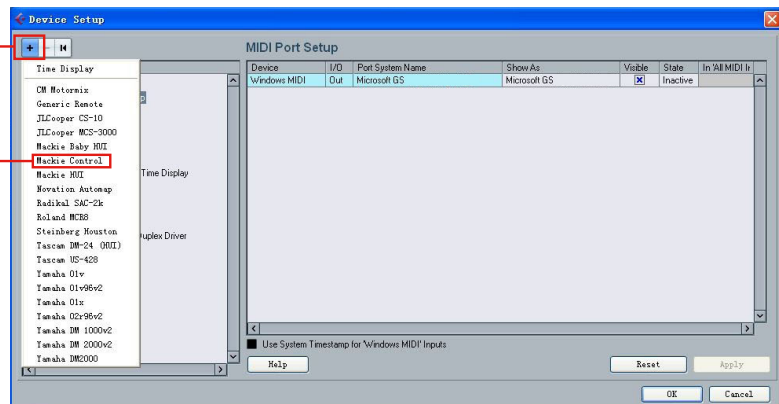 Device Setup
+ -
MIDI Port Setup
Time Display
CM Motormix
Generic Remote
JLCooper CS-10
JLCooper MCS-3000
Mackie Baby HUI
Mackie Control
Mackie HUI
Novation Automap
Radikal SAC-2k
Roland MCR8
Steinberg Houston
Tascam DM-24 (HUI)
Tascam US-428
Yamaha 01v
Yamaha 01v96v2
Yamaha 01x
Yamaha 02r96v2
Yamaha DM 1000v2
Yamaha DM 2000v2
Yamaha DM2000
Time Display
uplex Driver
Device I/O Port System Name Show As Visible State In 'All MIDI Ir
Windows MIDI Out Microsoft GS Microsoft GS Inactive
Use System Timestamp for 'Windows MIDI' Inputs
Help Reset Apply
OK Cancel